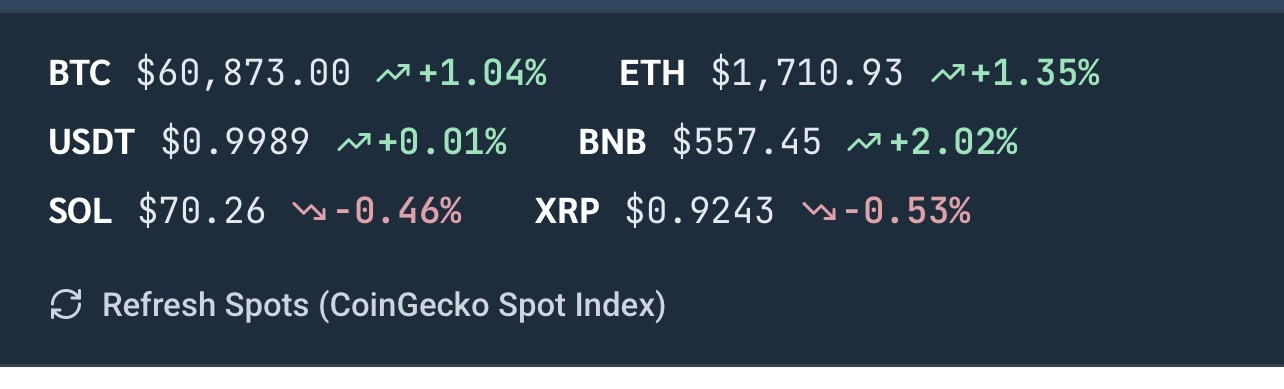 BTC $60,873.00 +1.04% ETH $1,710.93 +1.35%
USDT $0.9989 +0.01% BNB $557.45 +2.02%
SOL $70.26 -0.46% XRP $0.9243 -0.53%
Refresh Spots (CoinGecko Spot Index)